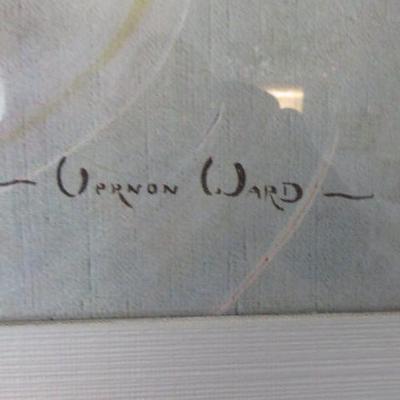 — Vernon Ward —